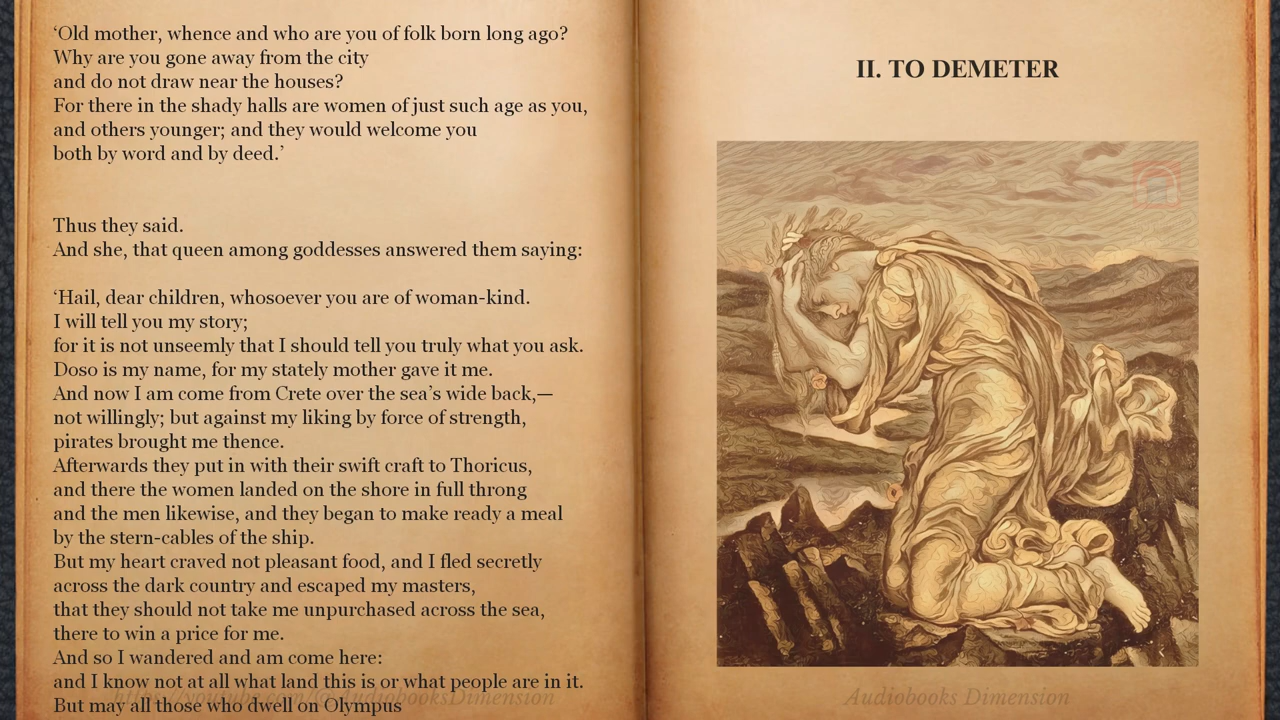 ‘Old mother, whence and who are you of folk born long ago?
Why are you gone away from the city
and do not draw near the houses?
For there in the shady halls are women of just such age as you,
and others younger; and they would welcome you
both by word and by deed.’
Thus they said.
And she, that queen among goddesses answered them saying:
‘Hail, dear children, whosoever you are of woman-kind.
I will tell you my story;
for it is not unseemly that I should tell you truly what you ask.
Doso is my name, for my stately mother gave it me.
And now I am come from Crete over the sea’s wide back,—
not willingly; but against my liking by force of strength,
pirates brought me thence.
Afterwards they put in with their swift craft to Thoricus,
and there the women landed on the shore in full throng
and the men likewise, and they began to make ready a meal
by the stern-cables of the ship.
But my heart craved not pleasant food, and I fled secretly
across the dark country and escaped my masters,
that they should not take me unpurchased across the sea,
there to win a price for me.
And so I wandered and am come here:
and I know not at all what land this is or what people are in it.
https://youtube.com/@AudiobooksDimension
But may all those who dwell on Olympus
II. TO DEMETER
Audiobooks Dimension